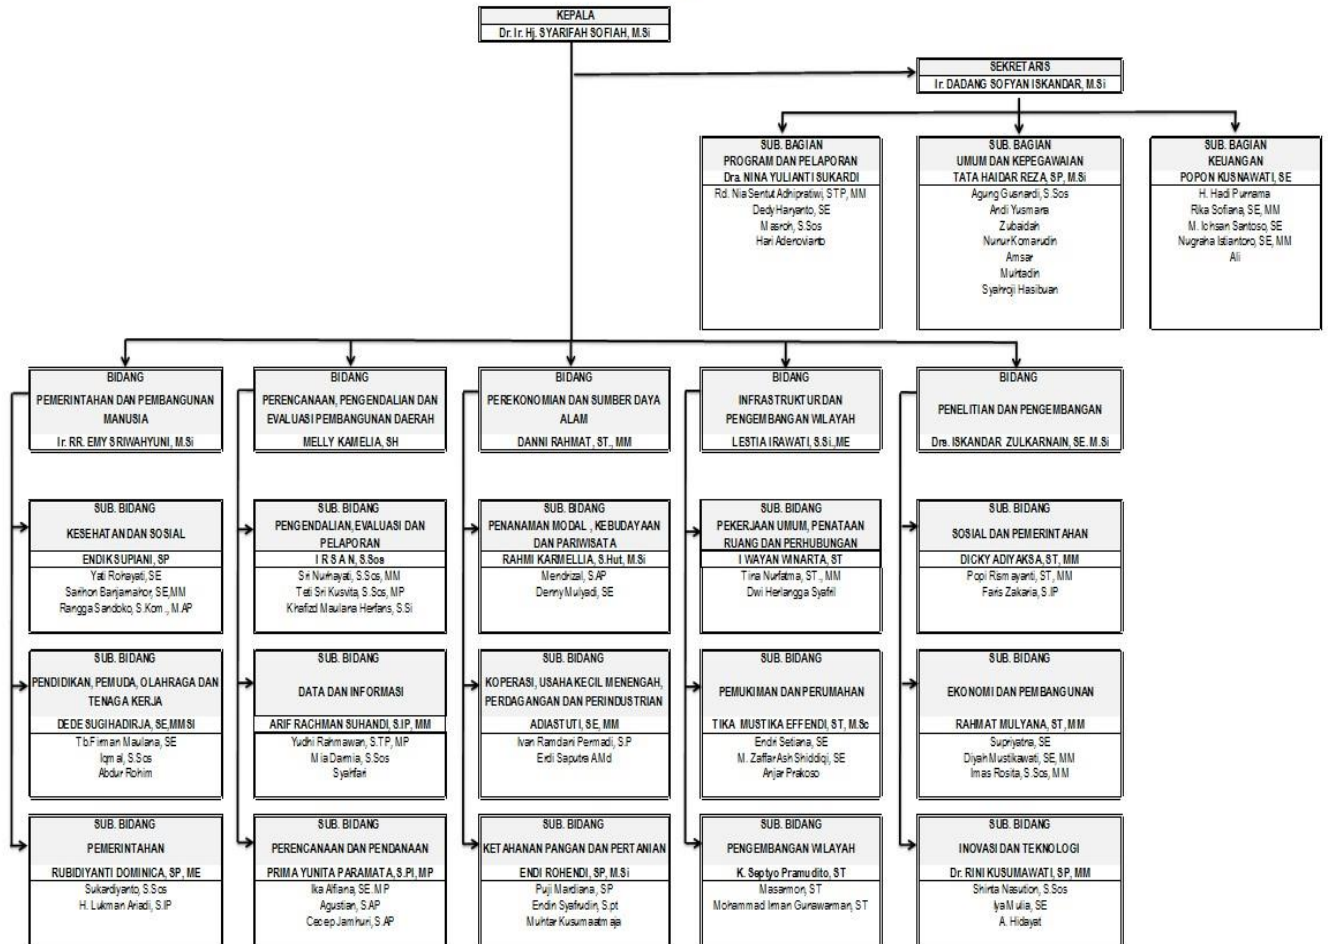 KEPALA
Dr. Ir. Hj. SYARIFAH SOFIAH, M.Si
SEKRETARIS
Ir. DADANG SOFYAN ISKANDAR, M.Si
SUB. BAGIAN
PROGRAM DAN PELAPORAN
Dra. NINA YULIANTI SUKARDI
Rd. Nia Sentut Adhipratiwi, STP, MM
Dedy Haryanto, SE
Masroh, S.Sos
Hari Adenovianto
SUB. BAGIAN
UMUM DAN KEPEGAWAIAN
TATA HAIDAR REZA, SP, M.Si
Agung Gusnardi, S.Sos
Andi Yusmara
Zubaidah
Nunur Komarudin
Amsar
Muhtadin
Syahroji Hasibuan
SUB. BAGIAN
KEUANGAN
POPON KUSNAWATI, SE
H. Hadi Purnama
Rika Sofiana, SE, MM
M. Ichsan Santoso, SE
Nugraha Istiantoro, SE, MM
Ali
BIDANG
PEMERINTAHAN DAN PEMBANGUNAN
MANUSIA
Ir. RR. EMY SRIWAHYUNI, M.Si
SUB. BIDANG
KESEHATAN DAN SOSIAL
ENDIK SUPIANI, SP
Yati Rohayati, SE
Sarihon Banjarnahor, SE,MM
Rangga Sandoko, S.Kom., M.AP
SUB. BIDANG
PENDIDIKAN, PEMUDA, OLAHRAGA DAN
TENAGA KERJA
DEDE SUGIHADIRJA, SE,MMSI
Tb.Firman Maulana, SE
Iqmal, S.Sos
Abdur Rohim
SUB. BIDANG
PEMERINTAHAN
RUBIDIYANTI DOMINICA, SP, ME
Sukardiyanto, S.Sos
H. Lukman Ariadi, S.IP
BIDANG
PERENCANAAN, PENGENDALIAN DAN
EVALUASI PEMBANGUNAN DAERAH
MELLY KAMELIA, SH
SUB. BIDANG
PENGENDALIAN, EVALUASI DAN
PELAPORAN
I R S A N, S.Sos
Sri Nurhayati, S.Sos, MM
Teti Sri Kusvita, S.Sos, MP
Khafizd Maulana Herfans, S.Si
SUB. BIDANG
DATA DAN INFORMASI
ARIF RACHMAN SUHANDI, S.IP, MM
Yudhi Rahmawan, S.TP, MP
Mia Darmia, S.Sos
Syahfari
SUB. BIDANG
PERENCANAAN DAN PENDANAAN
PRIMA YUNITA PARAMATA, S.PI,MP
Ika Alfiana, SE.MP
Agustian, S.AP
Cecep Jamhuri, S.AP
BIDANG
PEREKONOMIAN DAN SUMBER DAYA
ALAM
DANNI RAHMAT, ST., MM
SUB. BIDANG
PENANAMAN MODAL , KEBUDAYAAN
DAN PARIWISATA
RAHMI KARMELLIA, S.Hut, M.Si
Mendrizal, S.AP
Denny Mulyadi, SE
SUB. BIDANG
KOPERASI, USAHA KECIL MENENGAH,
PERDAGANGAN DAN PERINDUSTRIAN
ADIASTUTI, SE, MM
Ivan Ramdani Permadi, S.P
Erdi Saputra AMd
SUB. BIDANG
KETAHANAN PANGAN DAN PERTANIAN
ENDI ROHENDI, SP, M.Si
Puji Mardiana, SP
Endin Syafrudin, S.pt
Muhtar Kusumaatmaja
BIDANG
INFRASTRUKTUR DAN
PENGEMBANGAN WILAYAH
LESTIA IRAWATI, S.Si.,ME
SUB. BIDANG
PEKERJAAN UMUM, PENATAAN
RUANG DAN PERHUBUNGAN
I WAYAN WINARTA, ST
Tina Nurfatma, ST., MM
Dwi Herlangga Syafril
SUB. BIDANG
PEMUKIMAN DAN PERUMAHAN
TIKA MUSTIKA EFFENDI, ST, M.Sc
Endri Setiana, SE
M. Zaffar Ash Shiddiqi, SE
Anjar Prakoso
SUB. BIDANG
PENGEMBANGAN WILAYAH
K. Septyo Pramudito, ST
Masarmon, ST
Mohammad Irman Gunawarman, ST
BIDANG
PENELITIAN DAN PENGEMBANGAN
Drs. ISKANDAR ZULKARNAIN, SE. M.Si
SUB. BIDANG
SOSIAL DAN PEMERINTAHAN
DICKY ADIYAKSA, ST, MM
Popi Rismayanti, ST, MM
Faris Zakaria, S.IP
SUB. BIDANG
EKONOMI DAN PEMBANGUNAN
RAHMAT MULYANA, ST, MM
Supriyatna, SE
Diyah Mustikawati, SE, MM
Imas Rosita, S.Sos, MM
SUB. BIDANG
INOVASI DAN TEKNOLOGI
Dr. RINI KUSUMAWATI, SP, MM
Shinta Nasution, S.Sos
Iya Mulia, SE
A. Hidayat